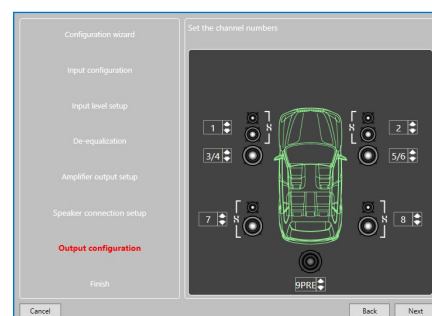 Configuration wizard
Input configuration
Input level setup
De-equalization
Amplifier output setup
Speaker connection setup
Output configuration
Finish
Set the channel numbers
1
2
3/4
5/6
7
8
9PRE
Cancel
Back
Next